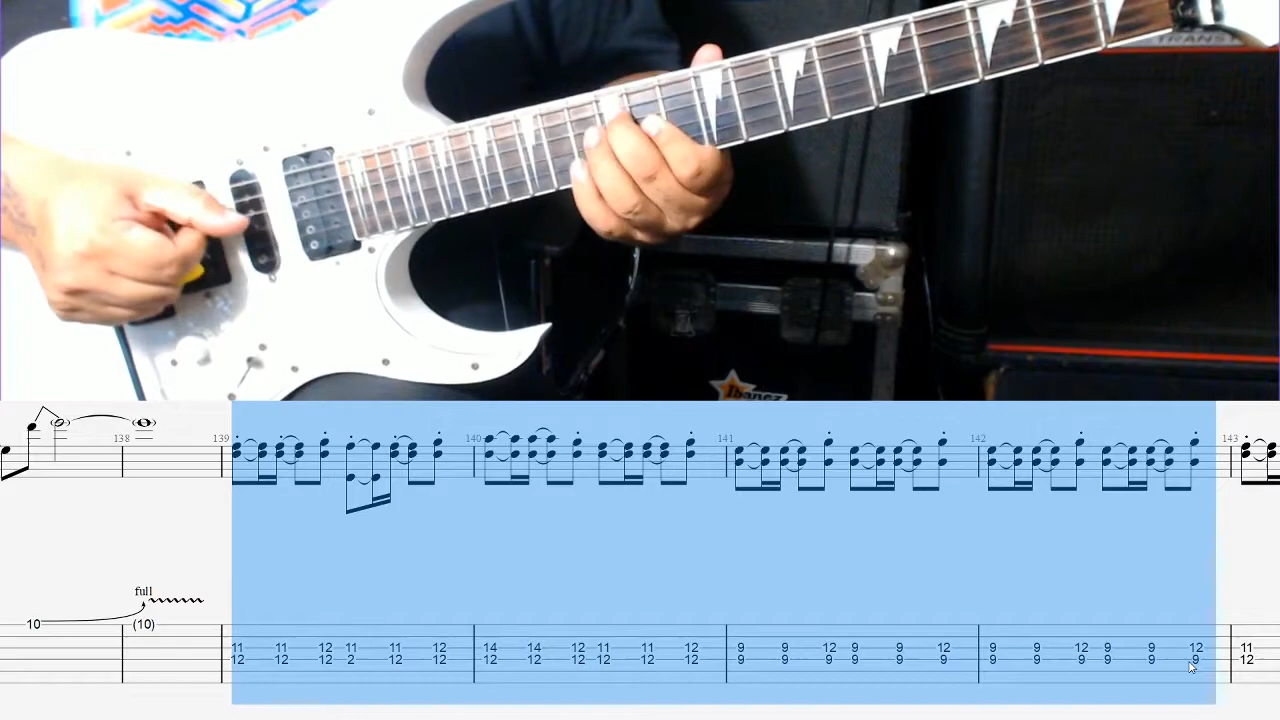 TRANST
Ibanez
138
139
140
141
142
143
full
10 (10)
11 11 12 11 11 12 14 14 12 11 11 12 9 9 12 9 9 12 9 9 12 9 9 12 11
12 12 12 2 12 12 12 12 12 12 12 12 9 9 9 9 9 9 9 9 9 9 9 9 12